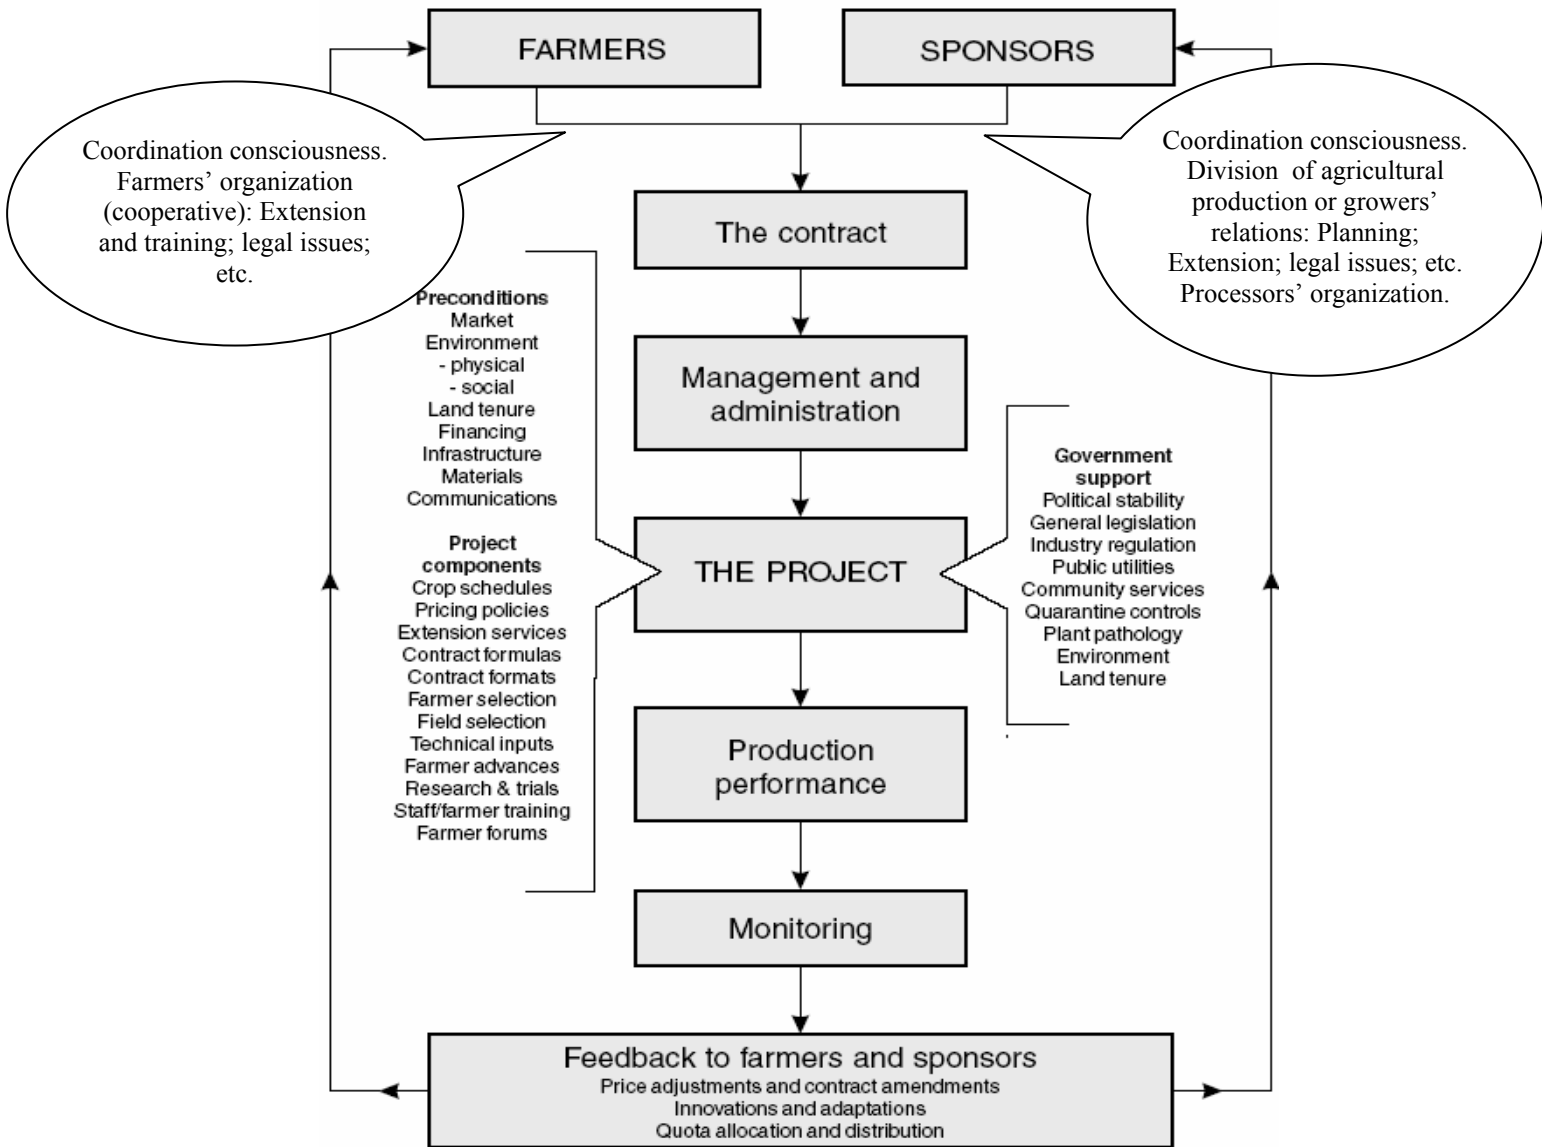 FARMERS
SPONSORS
Coordination consciousness.
Farmers’ organization
(cooperative): Extension
and training; legal issues;
etc.
Coordination consciousness.
Division  of agricultural
production or growers’
relations: Planning;
Extension; legal issues; etc.
Processors’ organization.
The contract
Management and
administration
Preconditions
Market
Environment
- physical
- social
Land tenure
Financing
Infrastructure
Materials
Communications
Project
components
Crop schedules
Pricing policies
Extension services
Contract formulas
Contract formats
Farmer selection
Field selection
Technical inputs
Farmer advances
Research & trials
Staff/farmer training
Farmer forums
THE PROJECT
Government
support
Political stability
General legislation
Industry regulation
Public utilities
Community services
Quarantine controls
Plant pathology
Environment
Land tenure
Production
performance
Monitoring
Feedback to farmers and sponsors
Price adjustments and contract amendments
Innovations and adaptations
Quota allocation and distribution